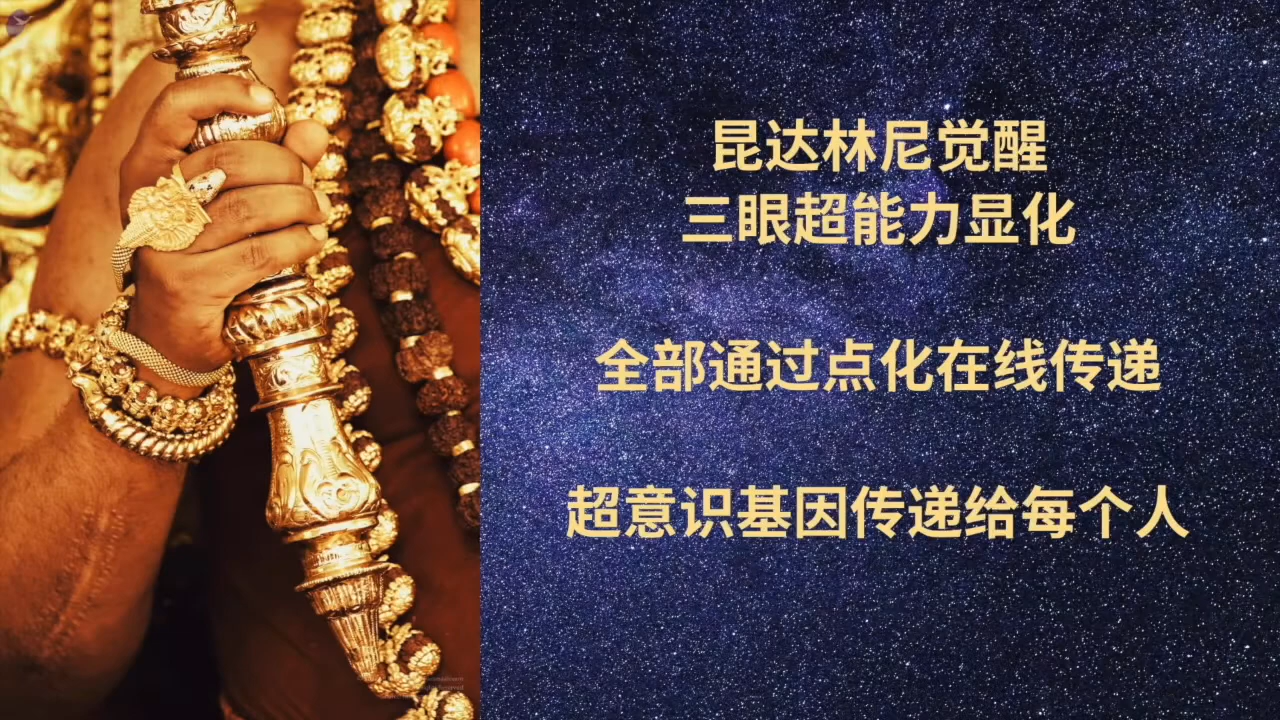 昆达林尼觉醒
三眼超能力显化
全部通过点化在线传递
超意识基因传递给每个人